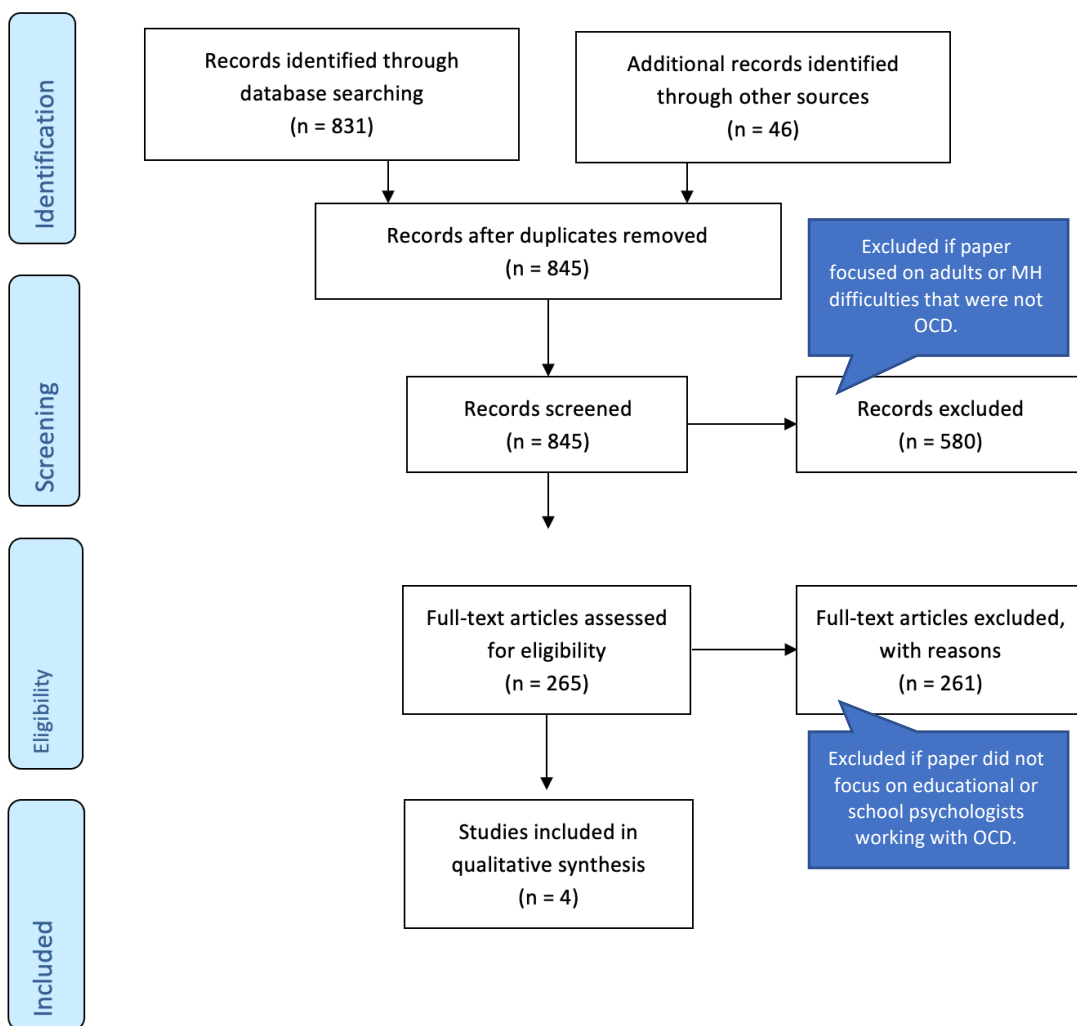 Identification
Records identified through
database searching
(n = 831)
Additional records identified
through other sources
(n = 46)
Records after duplicates removed
(n = 845)
Excluded if paper
focused on adults or MH
difficulties that were not
OCD.
Screening
Records screened
(n = 845)
Records excluded
(n = 580)
Eligibility
Full-text articles assessed
for eligibility
(n = 265)
Full-text articles excluded,
with reasons
(n = 261)
Excluded if paper did not
focus on educational or
school psychologists
working with OCD.
Included
Studies included in
qualitative synthesis
(n = 4)